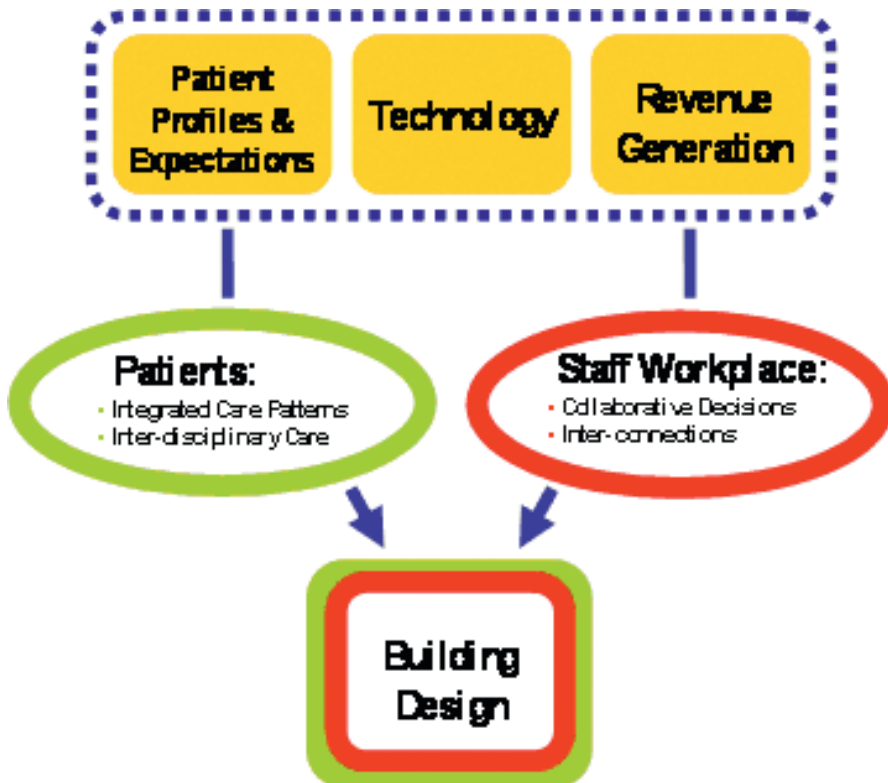 Patient
Profiles &
Expectations
Technology
Revenue
Generation
Patients:
• Integrated Care Patterns
• Inter-disciplinary Care
Staff Workplace:
• Collaborative Decisions
• Inter-connections
Building
Design